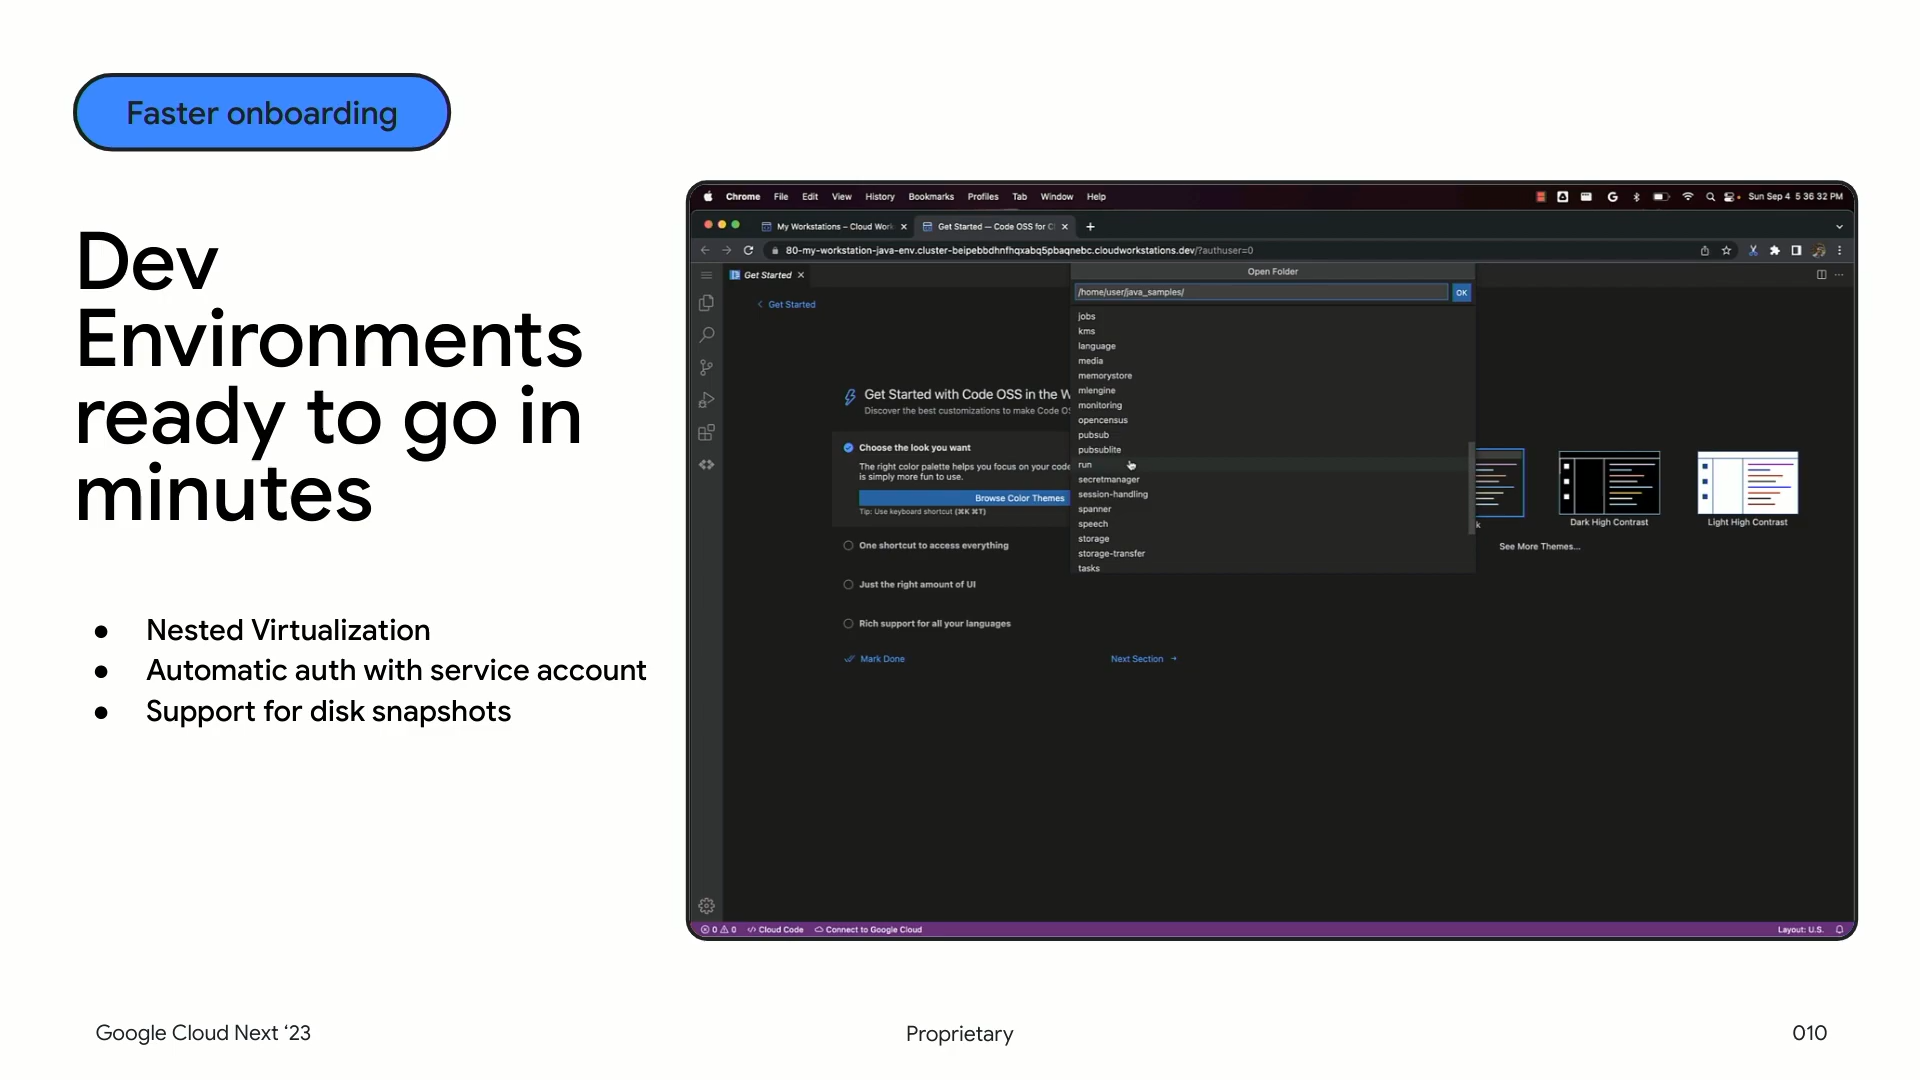 Faster onboarding
Dev
Environments
ready to go in
minutes
● Nested Virtualization
● Automatic auth with service account
● Support for disk snapshots
Chrome File Edit View History Bookmarks Profiles Tab Window Help
Sun Sep 4 5 36 32 PM
My Workstations – Cloud Work
Get Started — Code OSS for C
80-my-workstation-java-env.cluster-beipebbdhnfhqxabq5pbaqnebc.cloudworkstations.dev/?authuser=0
Get Started
Open Folder
/home/user/java_samples/
OK
Get Started
jobs
kms
language
media
memorystore
mlengine
monitoring
opencensus
pubsub
pubsublite
run
secretmanager
session-handling
spanner
speech
storage
storage-transfer
tasks
Get Started with Code OSS in the W
Discover the best customizations to make Code OS
Choose the look you want
The right color palette helps you focus on your code
is simply more fun to use.
Browse Color Themes
Tip: Use keyboard shortcut (⌘K ⌘T)
One shortcut to access everything
Just the right amount of UI
Rich support for all your languages
Mark Done
Next Section →
k
Dark High Contrast
Light High Contrast
See More Themes...
0 0 Cloud Code Connect to Google Cloud
Layout: U.S.
Google Cloud Next ‘23
Proprietary
010